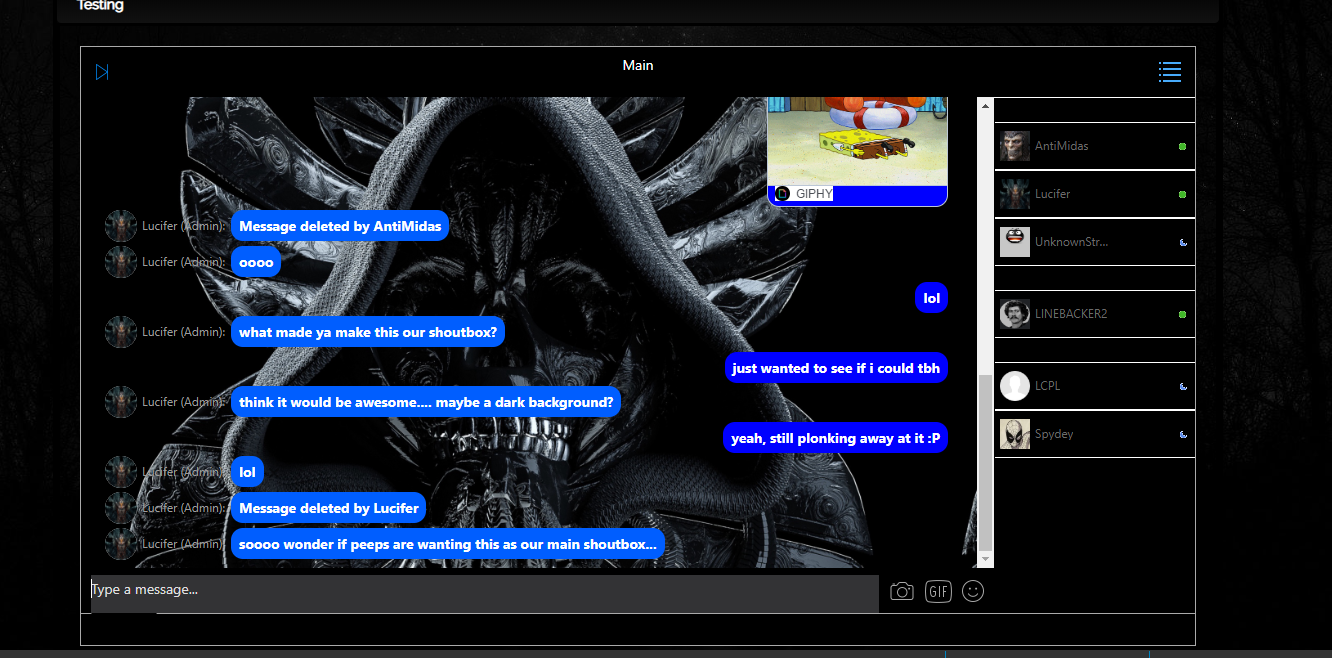 Testing
Main
GIPHY
Lucifer (Admin): Message deleted by AntiMidas
Lucifer (Admin): oooo
lol
Lucifer (Admin): what made ya make this our shoutbox?
just wanted to see if i could tbh
Lucifer (Admin): think it would be awesome.... maybe a dark background?
yeah, still plonking away at it :P
Lucifer (Admin): lol
Lucifer (Admin): Message deleted by Lucifer
Lucifer (Admin): soooo wonder if peeps are wanting this as our main shoutbox...
Type a message...
GIF
AntiMidas
Lucifer
UnknownStr...
LINEBACKER2
LCPL
Spydey